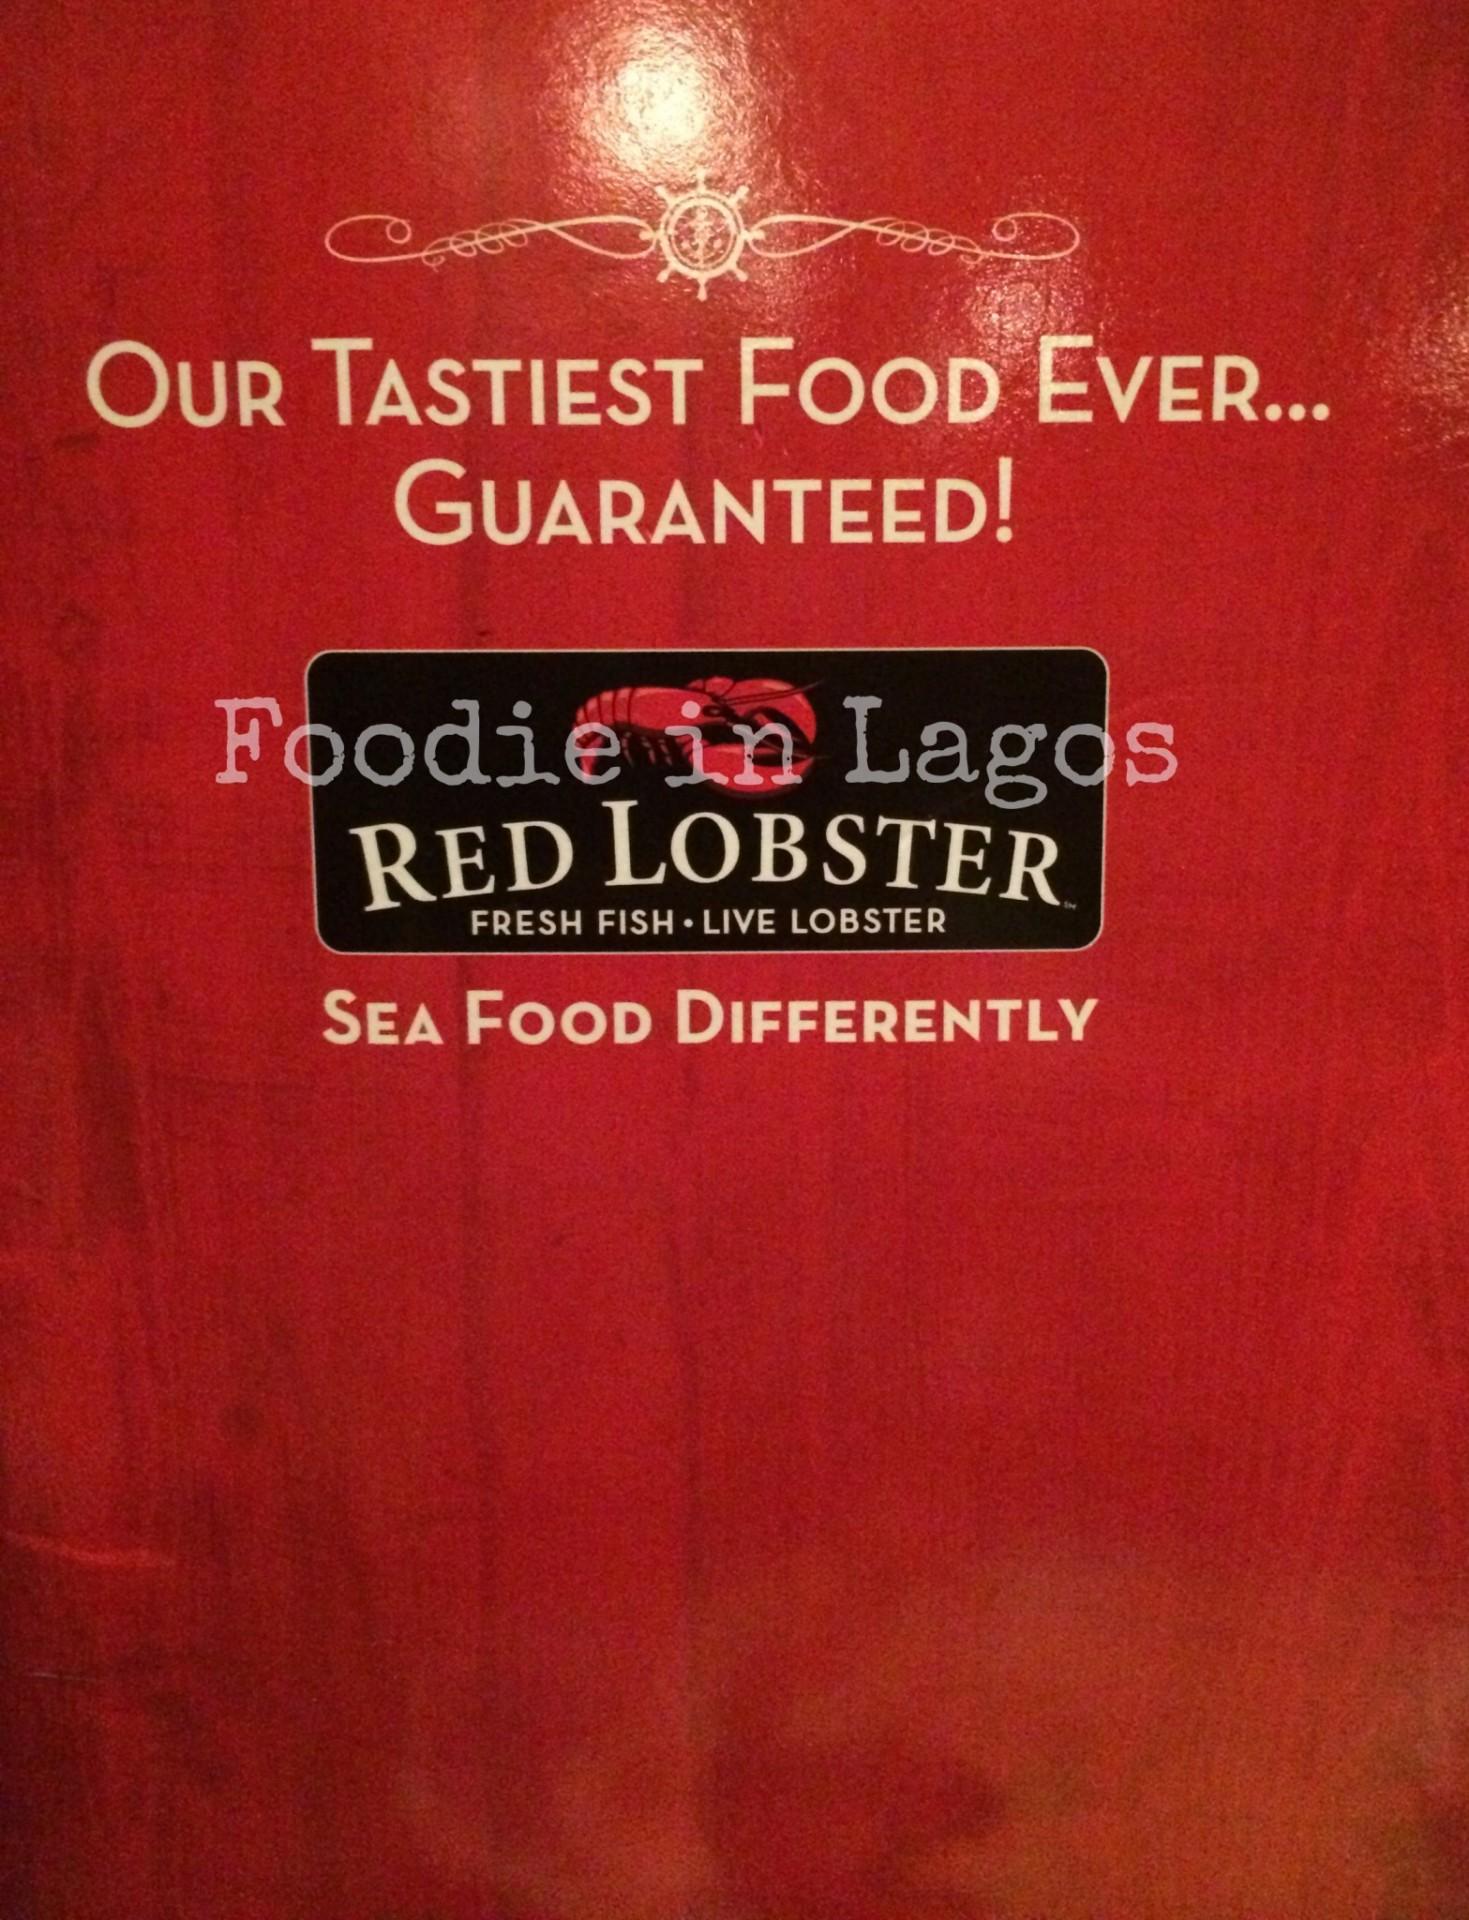 Our Tastiest Food Ever...
Guaranteed!
Foodie in Lagos
Red Lobster
FRESH FISH • LIVE LOBSTER
Sea Food Differently